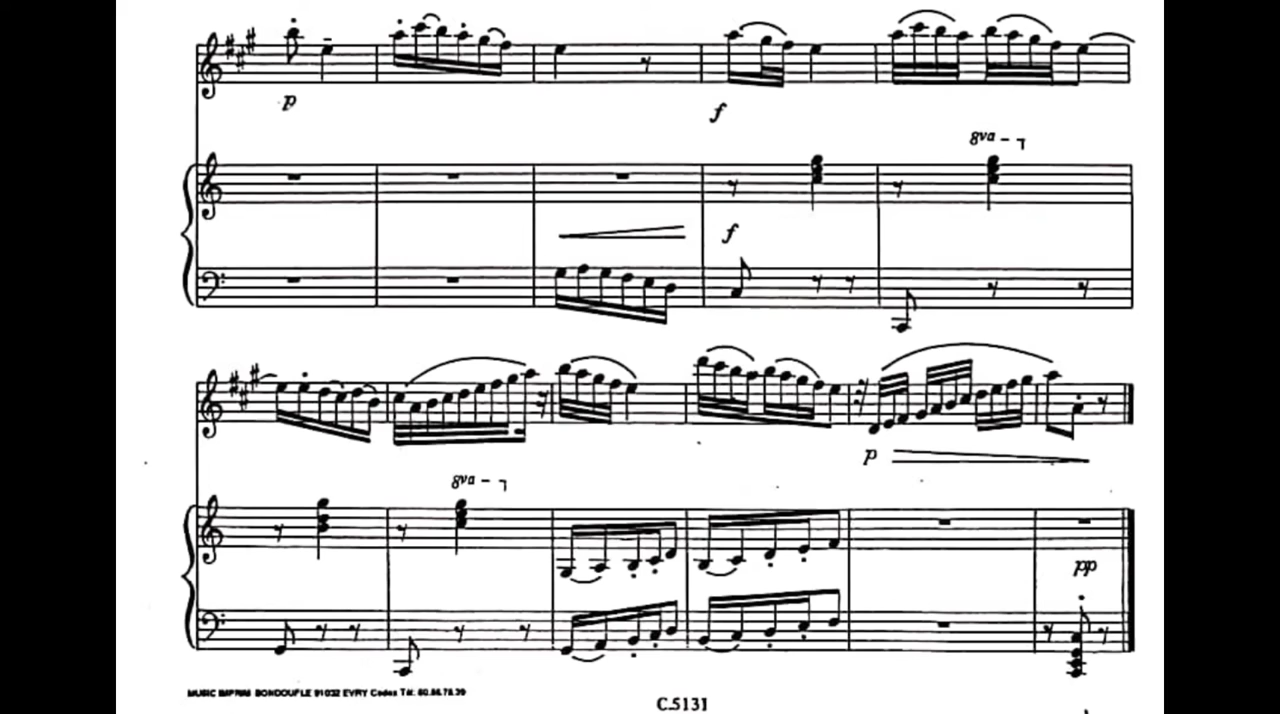 p
f
8va
f
p
8va
pp
MUSIC IMPRIM BONDOUFLE 91032 EVRY Cedex Tél: 60.86.78.39
C.5131